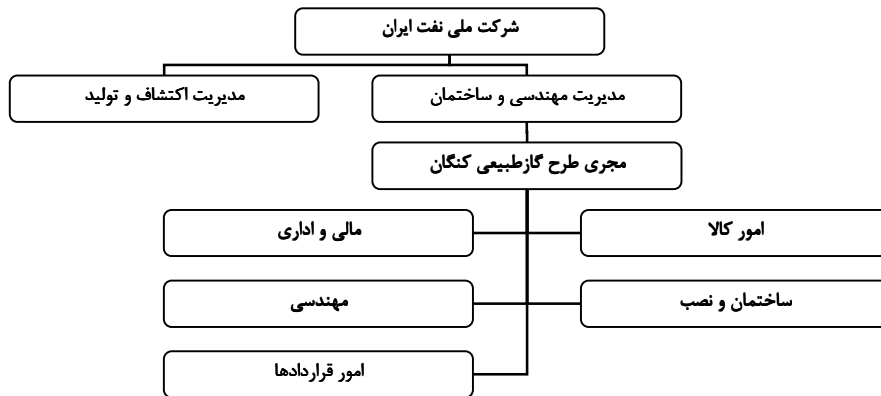 شرکت ملی نفت ایران
مدیریت مهندسی و ساختمان
مدیریت اکتشاف و تولید
مجری طرح گازطبیعی کنگان
امور کالا
مالی و اداری
ساختمان و نصب
مهندسی
امور قراردادها